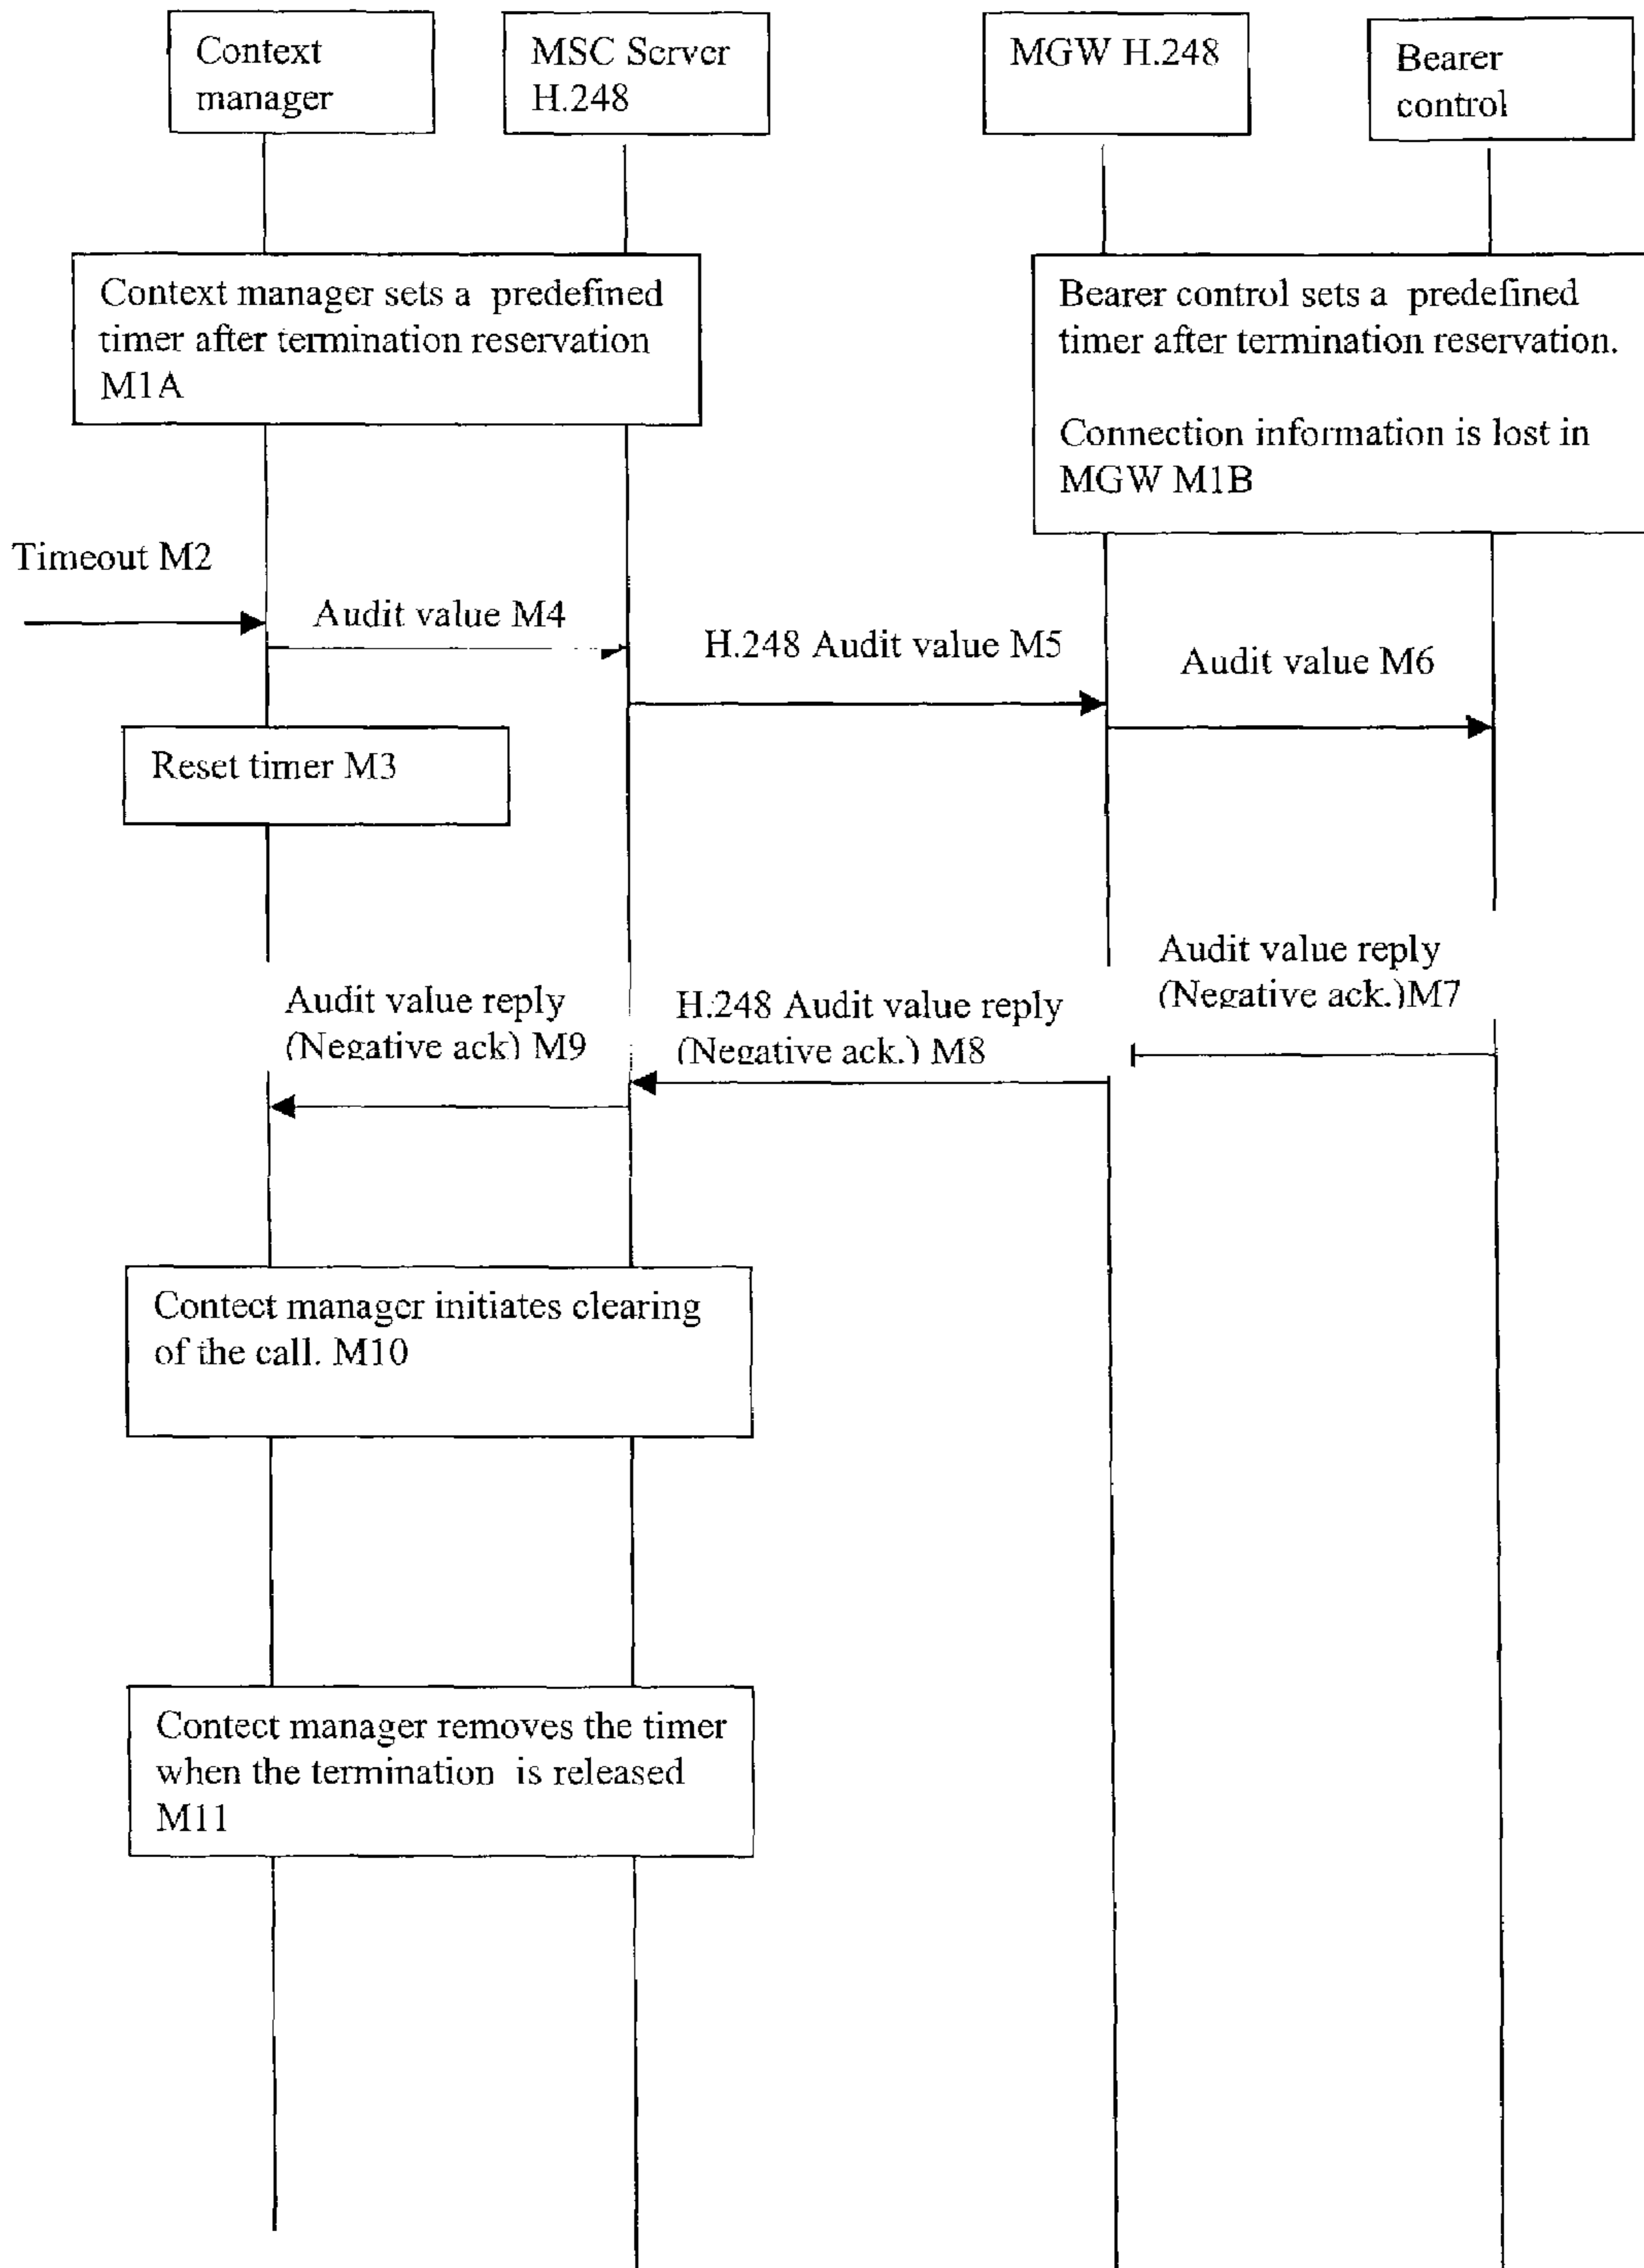 Context
manager
MSC Server
H.248
MGW H.248
Bearer
control
Context manager sets a predefined
timer after termination reservation
M1A
Bearer control sets a predefined
timer after termination reservation.
Connection information is lost in
MGW M1B
Timeout M2
Audit value M4
H.248 Audit value M5
Audit value M6
Reset timer M3
Audit value reply
(Negative ack.)M7
Audit value reply
(Negative ack) M9
H.248 Audit value reply
(Negative ack.) M8
Contect manager initiates clearing
of the call. M10
Contect manager removes the timer
when the termination is released
M11